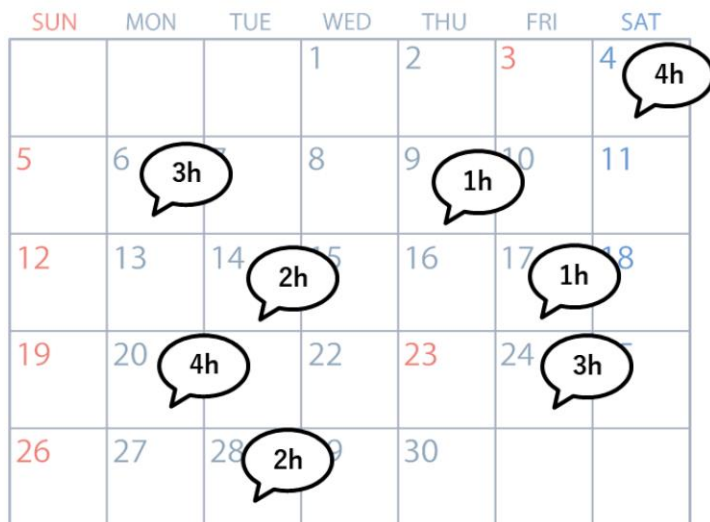 SUN MON TUE WED THU FRI SAT
1 2 3 4 4h
5 6 3h 8 9 1h 10 11
12 13 14 2h 15 16 17 1h 18
19 20 4h 22 23 24 3h
26 27 28 2h 30